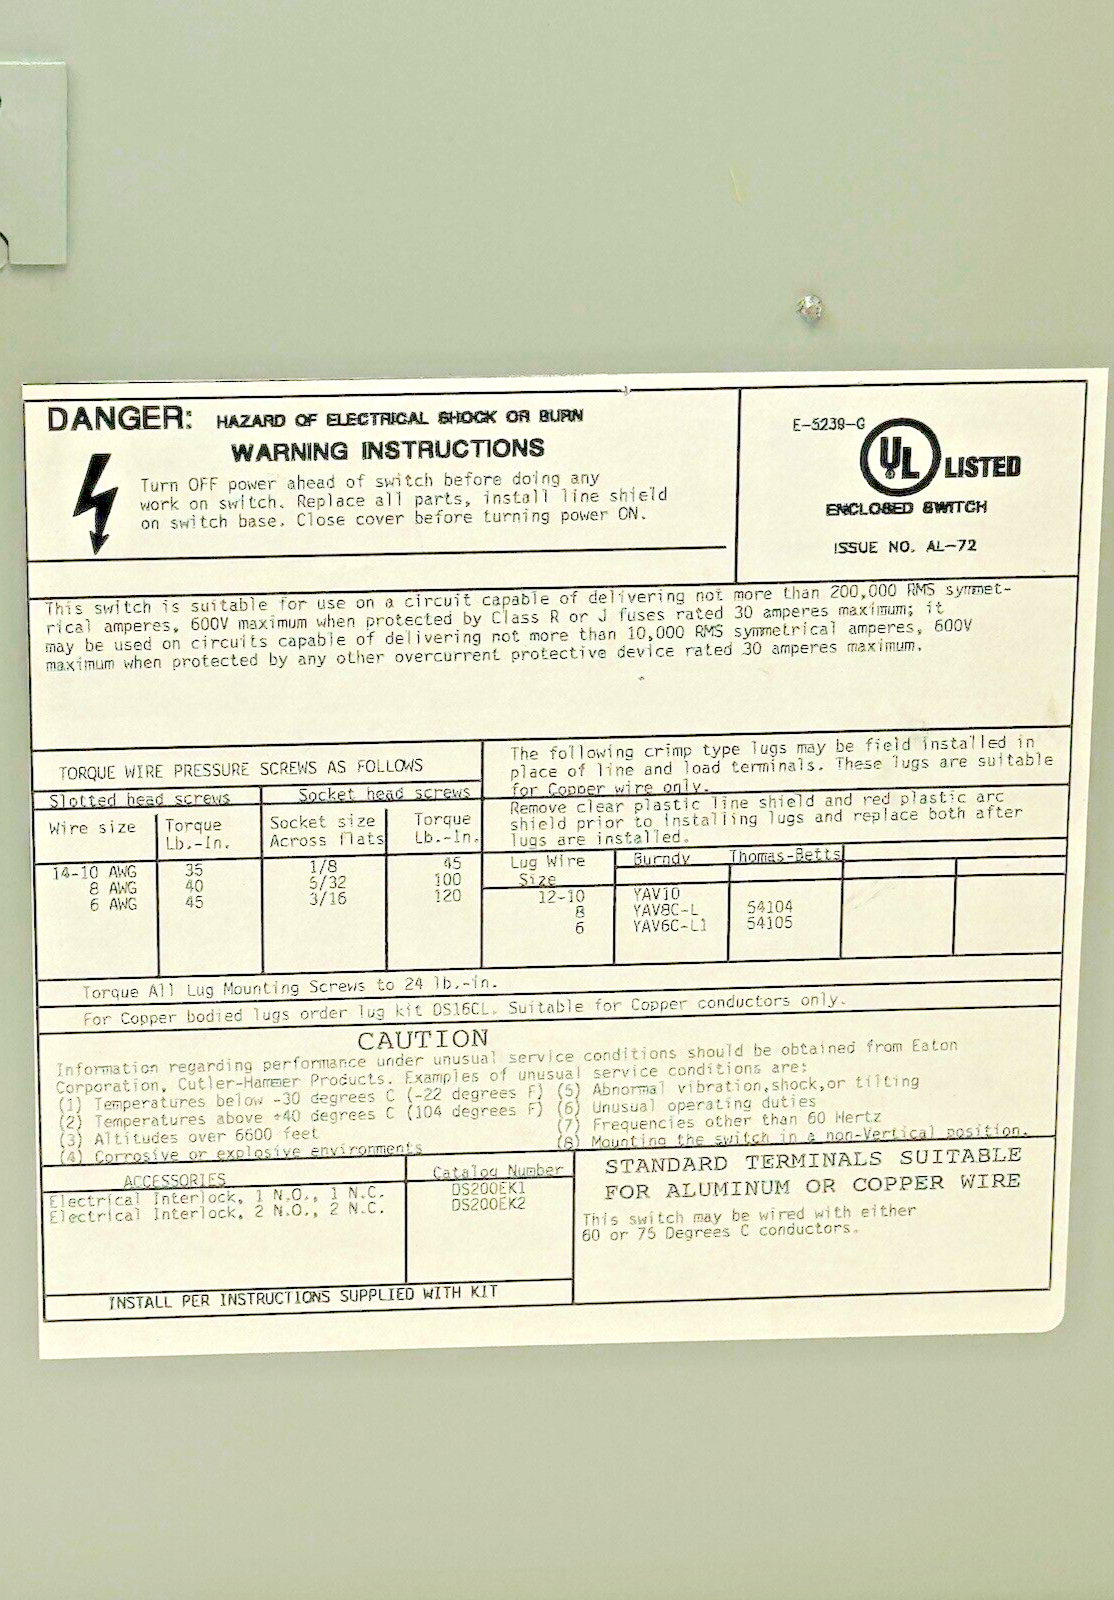 DANGER: HAZARD OF ELECTRICAL SHOCK OR BURN
WARNING INSTRUCTIONS
Turn OFF power ahead of switch before doing any
work on switch. Replace all parts, install line shield
on switch base. Close cover before turning power ON.
E-5239-G
UL LISTED
ENCLOSED SWITCH
ISSUE NO. AL-72
This switch is suitable for use on a circuit capable of delivering not more than 200,000 RMS symmet-
rical amperes, 600V maximum when protected by Class R or J fuses rated 30 amperes maximum; it
may be used on circuits capable of delivering not more than 10,000 RMS symmetrical amperes, 600V
maximum when protected by any other overcurrent protective device rated 30 amperes maximum.
TORQUE WIRE PRESSURE SCREWS AS FOLLOWS
Slotted head screws Socket head screws
Wire size Torque Lb.-In. Socket size Across flats Torque Lb.-In.
14-10 AWG 35 1/8 45
8 AWG 40 5/32 100
6 AWG 45 3/16 120
The following crimp type lugs may be field installed in
place of line and load terminals. These lugs are suitable
for Copper wire only.
Remove clear plastic line shield and red plastic arc
shield prior to installing lugs and replace both after
lugs are installed.
Lug Wire Size Burndy Thomas-Betts
12-10 YAV10
8 YAV8C-L 54104
6 YAV6C-L1 54105
Torque All Lug Mounting Screws to 24 lb.-in.
For Copper bodied lugs order lug kit DS16CL. Suitable for Copper conductors only.
CAUTION
Information regarding performance under unusual service conditions should be obtained from Eaton
Corporation, Cutler-Hammer Products. Examples of unusual service conditions are:
(1) Temperatures below -30 degrees C (-22 degrees F)
(2) Temperatures above +40 degrees C (104 degrees F)
(3) Altitudes over 6600 feet
(4) Corrosive or explosive environments
(5) Abnormal vibration,shock,or tilting
(6) Unusual operating duties
(7) Frequencies other than 60 Hertz
(8) Mounting the switch in a non-Vertical position.
ACCESSORIES Catalog Number
Electrical Interlock, 1 N.O., 1 N.C. DS200EK1
Electrical Interlock, 2 N.O., 2 N.C. DS200EK2
INSTALL PER INSTRUCTIONS SUPPLIED WITH KIT
STANDARD TERMINALS SUITABLE
FOR ALUMINUM OR COPPER WIRE
This switch may be wired with either
60 or 75 Degrees C conductors.